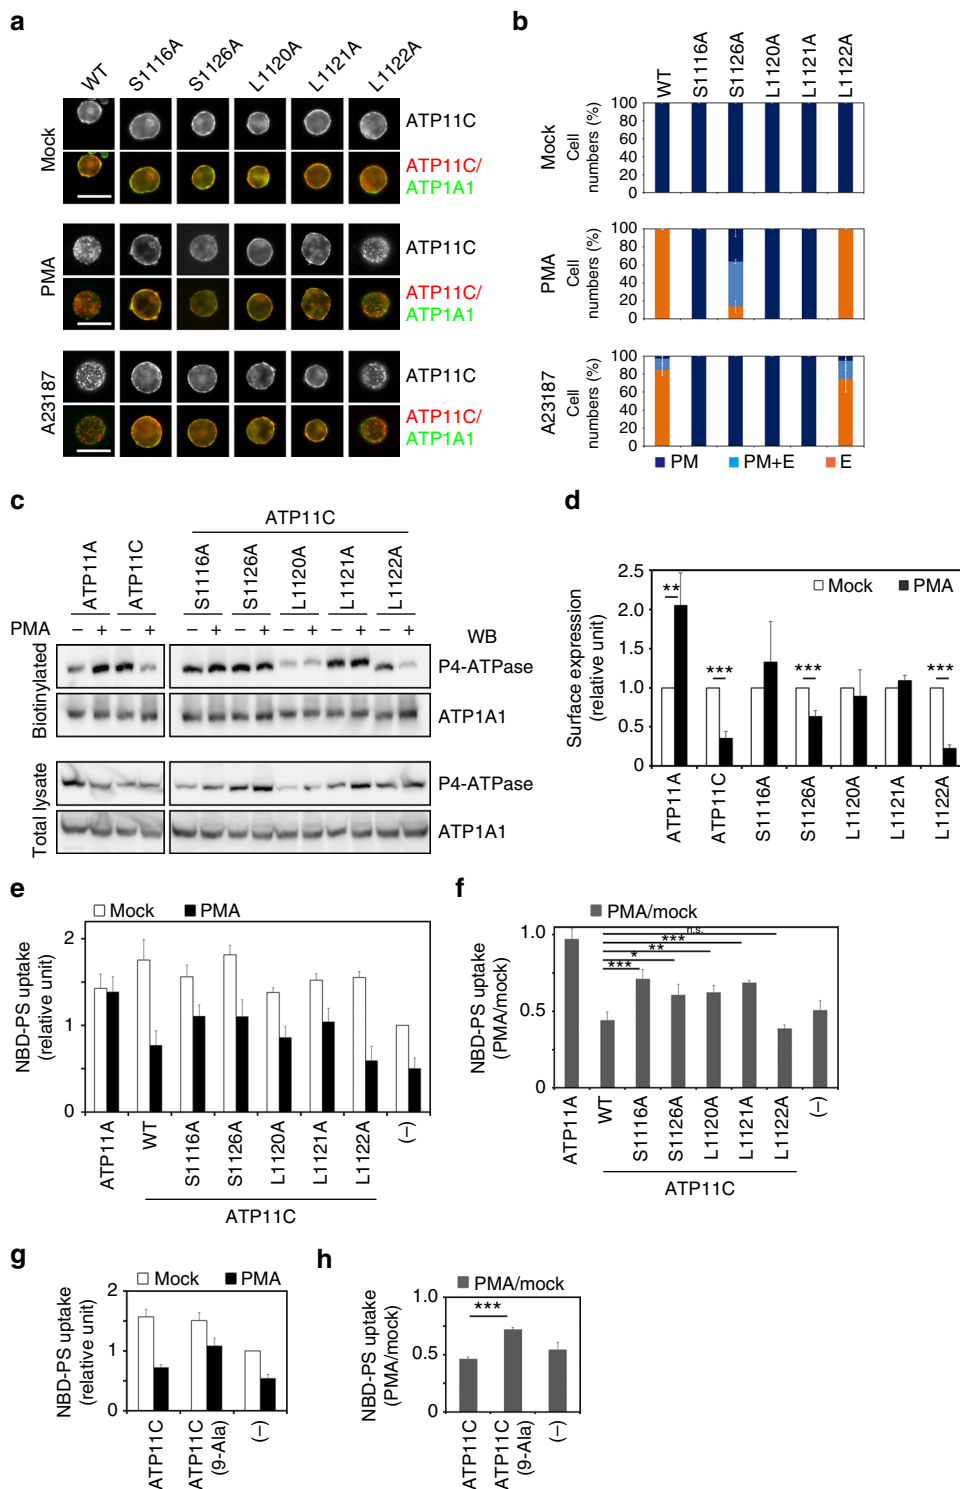 a
WT
S1116A
S1126A
L1120A
L1121A
L1122A
Mock
ATP11C
ATP11C/
ATP1A1
PMA
ATP11C
ATP11C/
ATP1A1
A23187
ATP11C
ATP11C/
ATP1A1
b
WT
S1116A
S1126A
L1120A
L1121A
L1122A
Mock
Cell
numbers (%)
100
80
60
40
20
0
PMA
Cell
numbers (%)
100
80
60
40
20
0
A23187
Cell
numbers (%)
100
80
60
40
20
0
PM
PM+E
E
c
ATP11C
ATP11A
ATP11C
S1116A
S1126A
L1120A
L1121A
L1122A
PMA
− + − +
− + − + − + − + − +
WB
Biotinylated
P4-ATPase
ATP1A1
Total lysate
P4-ATPase
ATP1A1
d
Surface expression
(relative unit)
2.5
2.0
1.5
1.0
0.5
0
Mock
PMA
**
***
***
***
ATP11A
ATP11C
S1116A
S1126A
L1120A
L1121A
L1122A
e
Mock
PMA
NBD-PS uptake
(relative unit)
2
1
0
ATP11A
WT
S1116A
S1126A
L1120A
L1121A
L1122A
(−)
ATP11C
f
PMA/mock
NBD-PS uptake
(PMA/mock)
1.0
0.5
0
n.s.
***
**
*
***
ATP11A
WT
S1116A
S1126A
L1120A
L1121A
L1122A
(−)
ATP11C
g
Mock
PMA
NBD-PS uptake
(relative unit)
2
1
0
ATP11C
ATP11C
(9-Ala)
(−)
h
PMA/mock
NBD-PS uptake
(PMA/mock)
1.0
0.5
0
***
ATP11C
ATP11C
(9-Ala)
(−)